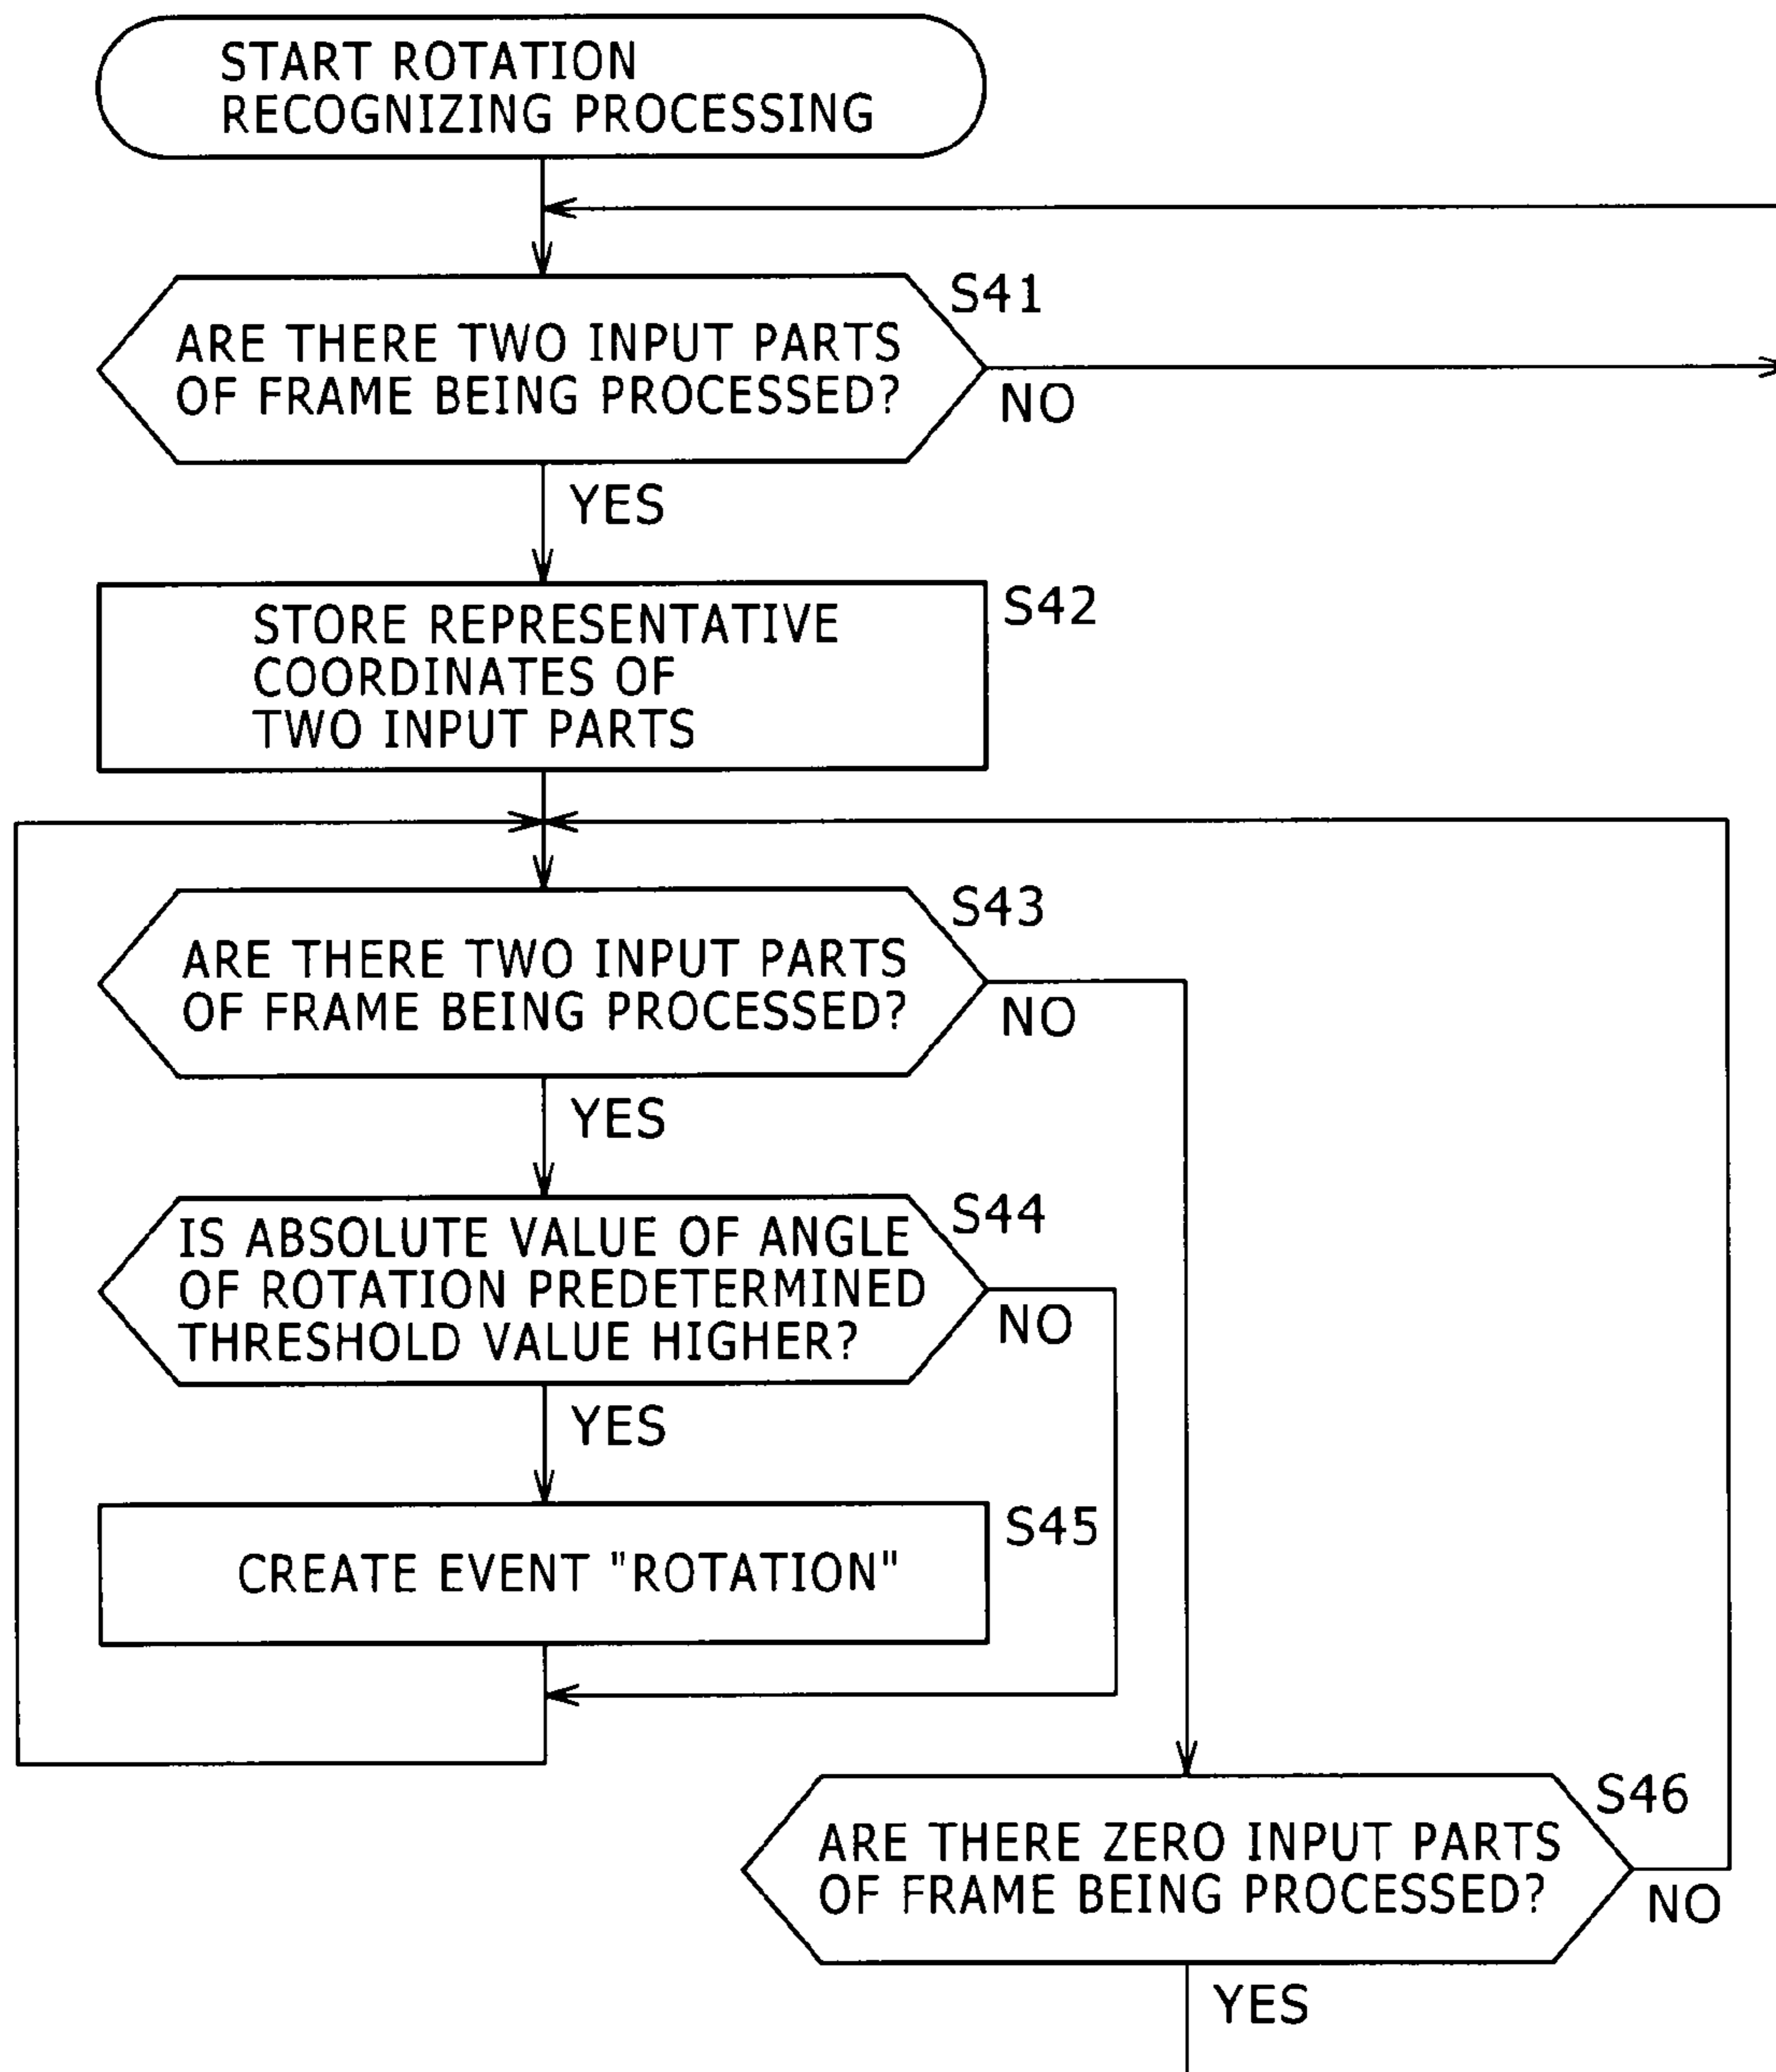 START ROTATION
RECOGNIZING PROCESSING
S41
ARE THERE TWO INPUT PARTS
OF FRAME BEING PROCESSED?
NO
YES
S42
STORE REPRESENTATIVE
COORDINATES OF
TWO INPUT PARTS
S43
ARE THERE TWO INPUT PARTS
OF FRAME BEING PROCESSED?
NO
YES
S44
IS ABSOLUTE VALUE OF ANGLE
OF ROTATION PREDETERMINED
THRESHOLD VALUE HIGHER?
NO
YES
S45
CREATE EVENT "ROTATION"
S46
ARE THERE ZERO INPUT PARTS
OF FRAME BEING PROCESSED?
NO
YES